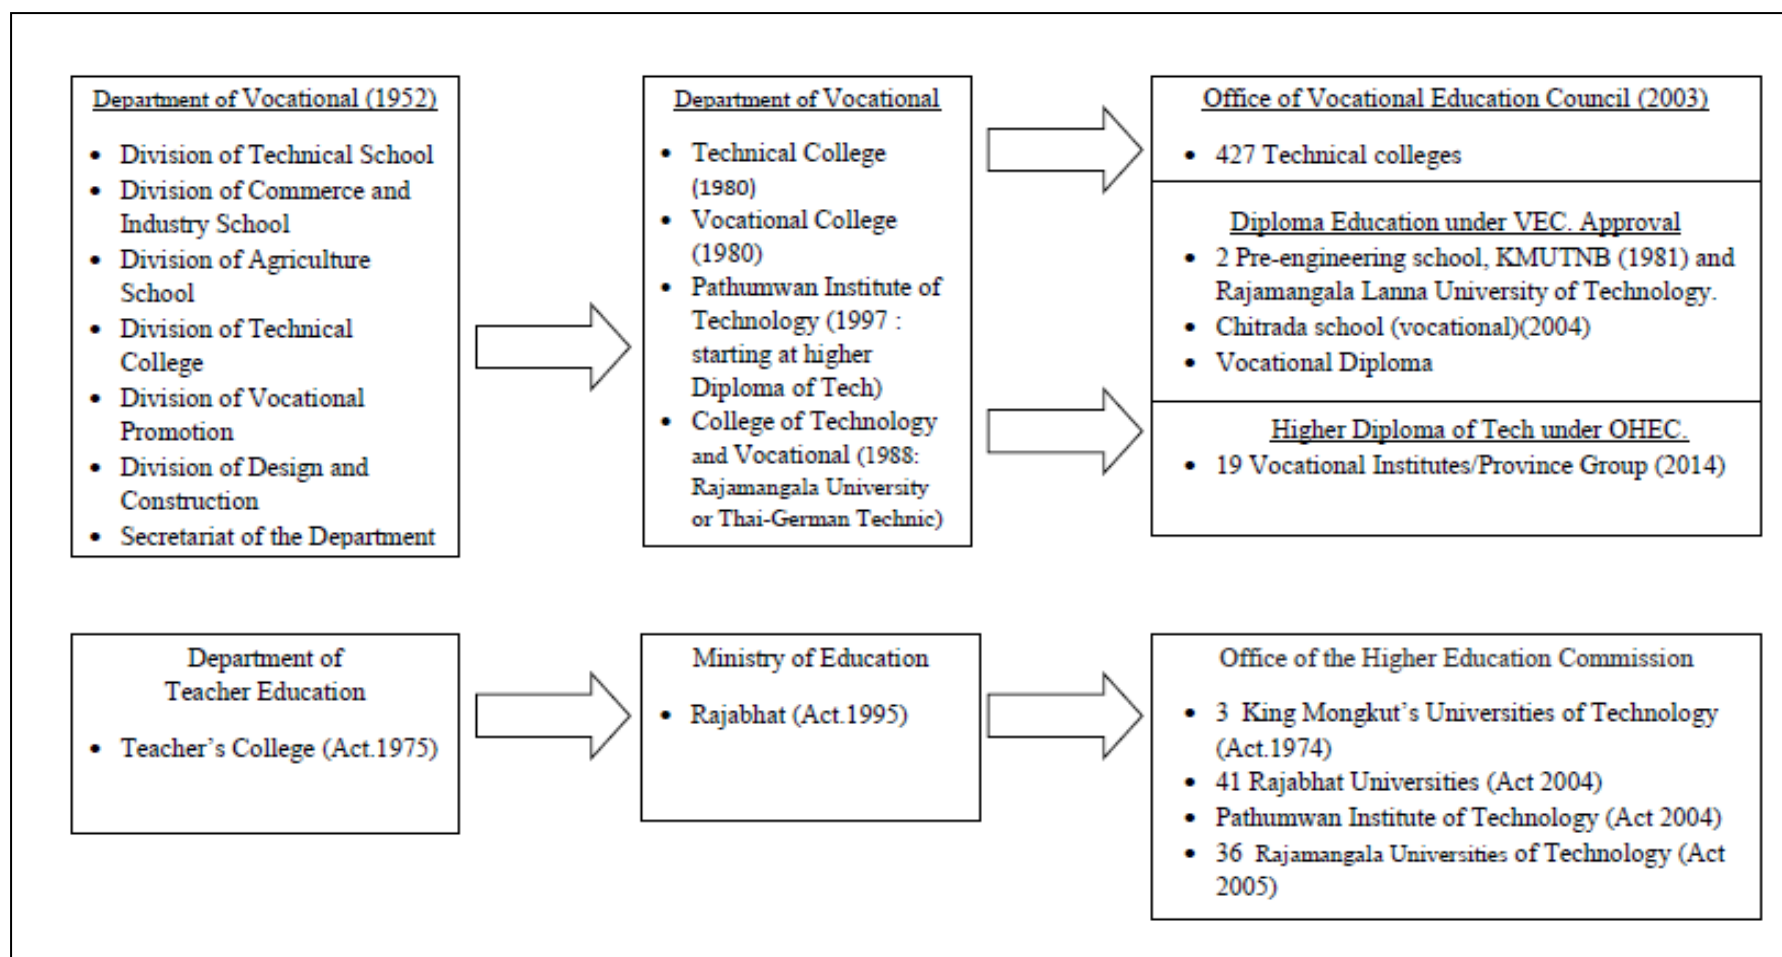 Department of Vocational (1952)
• Division of Technical School
• Division of Commerce and
Industry School
• Division of Agriculture
School
• Division of Technical
College
• Division of Vocational
Promotion
• Division of Design and
Construction
• Secretariat of the Department
Department of Vocational
• Technical College
(1980)
• Vocational College
(1980)
• Pathumwan Institute of
Technology (1997 :
starting at higher
Diploma of Tech)
• College of Technology
and Vocational (1988:
Rajamangala University
or Thai-German Technic)
Office of Vocational Education Council (2003)
• 427 Technical colleges
Diploma Education under VEC. Approval
• 2 Pre-engineering school, KMUTNB (1981) and
Rajamangala Lanna University of Technology.
• Chitrada school (vocational)(2004)
• Vocational Diploma
Higher Diploma of Tech under OHEC.
• 19 Vocational Institutes/Province Group (2014)
Department of
Teacher Education
• Teacher’s College (Act.1975)
Ministry of Education
• Rajabhat (Act.1995)
Office of the Higher Education Commission
• 3 King Mongkut’s Universities of Technology
(Act.1974)
• 41 Rajabhat Universities (Act 2004)
• Pathumwan Institute of Technology (Act 2004)
• 36 Rajamangala Universities of Technology (Act
2005)